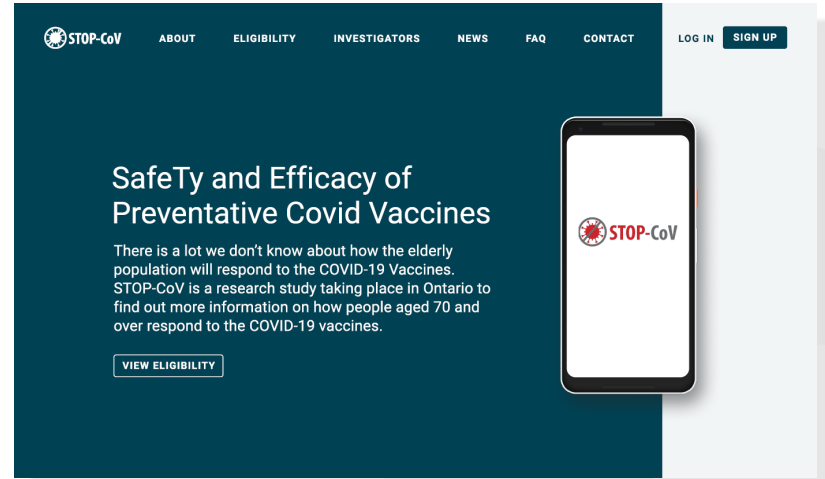 STOP-CoV ABOUT ELIGIBILITY INVESTIGATORS NEWS FAQ CONTACT LOG IN SIGN UP
SafeTy and Efficacy of
Preventative Covid Vaccines
There is a lot we don't know about how the elderly
population will respond to the COVID-19 Vaccines.
STOP-CoV is a research study taking place in Ontario to
find out more information on how people aged 70 and
over respond to the COVID-19 vaccines.
VIEW ELIGIBILITY
STOP-CoV